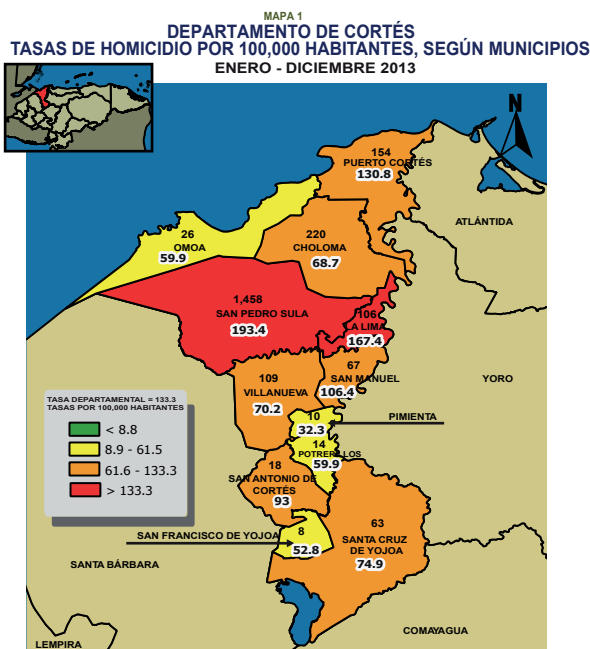 MAPA 1
DEPARTAMENTO DE CORTÉS
TASAS DE HOMICIDIO POR 100,000 HABITANTES, SEGÚN MUNICIPIOS
ENERO - DICIEMBRE 2013
N
154
PUERTO CORTÉS
130.8
ATLÁNTIDA
26
OMOA
59.9
220
CHOLOMA
68.7
1,458
SAN PEDRO SULA
193.4
106
LA LIMA
167.4
67
SAN MANUEL
106.4
109
VILLANUEVA
70.2
YORO
TASA DEPARTAMENTAL = 133.3
TASAS POR 100,000 HABITANTES
< 8.8
8.9 - 61.5
61.6 - 133.3
> 133.3
10
32.3
PIMIENTA
14
POTRERILLOS
59.9
18
SAN ANTONIO DE
CORTÉS
93
SAN FRANCISCO DE YOJOA
8
52.8
63
SANTA CRUZ
DE YOJOA
74.9
SANTA BÁRBARA
COMAYAGUA
LEMPIRA